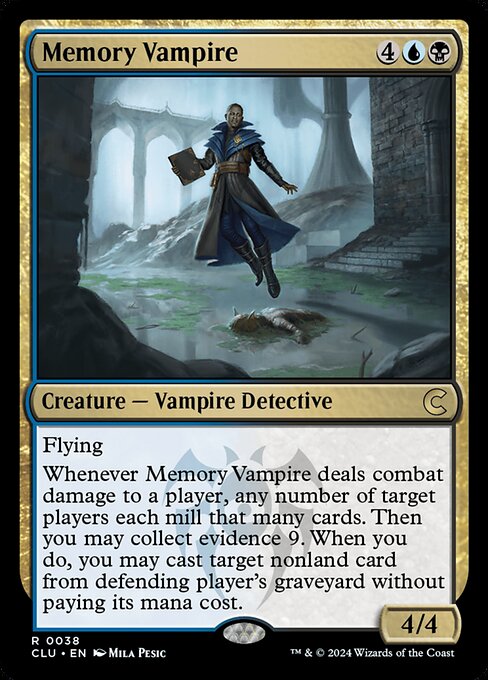 Memory Vampire 4
Creature — Vampire Detective
Flying
Whenever Memory Vampire deals combat
damage to a player, any number of target
players each mill that many cards. Then
you may collect evidence 9. When you
do, you may cast target nonland card
from defending player's graveyard without
paying its mana cost.
4/4
R 0038
CLU • EN Mila Pesic
™ & © 2024 Wizards of the Coast